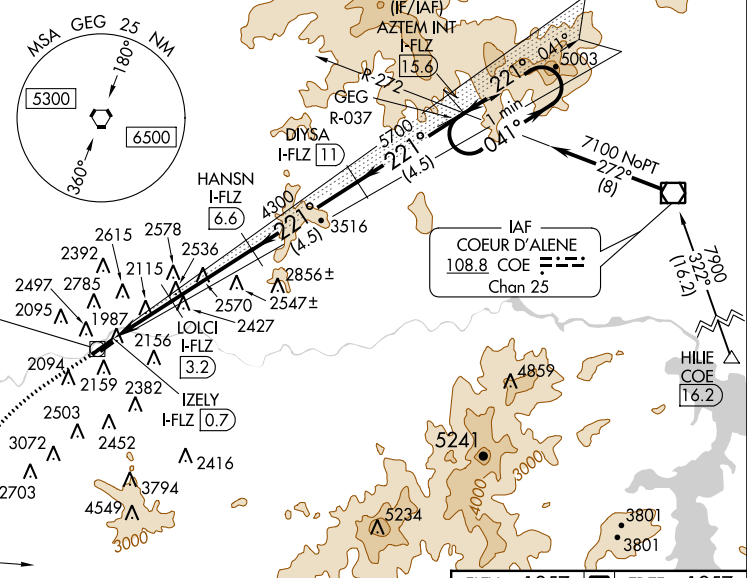 MSA GEG 25 NM
180°
5300
6500
360°
(IE/IAF)
AZTEM INT
I-FLZ
15.6
041°
5003
221°
R-272
GEG
R-037
1 min
041°
DIYSA
I-FLZ 11
5700
221°
(4.5)
7100 NoPT
272°
(8)
HANSN
I-FLZ
6.6
4300
221°
(4.5)
3516
IAF
COEUR D'ALENE
108.8 COE
Chan 25
7900
322°
(16.2)
HILIE
COE
16.2
2615
2578
2392
2536
2115
2785
2497
2095
1987
2856±
2547±
2570
2427
LOLCI
I-FLZ
3.2
2156
2094
2159
IZELY
I-FLZ 0.7
2382
2503
2452
3072
2416
2703
3794
4549
3000
4859
5241
3000
4000
5234
3801
3801